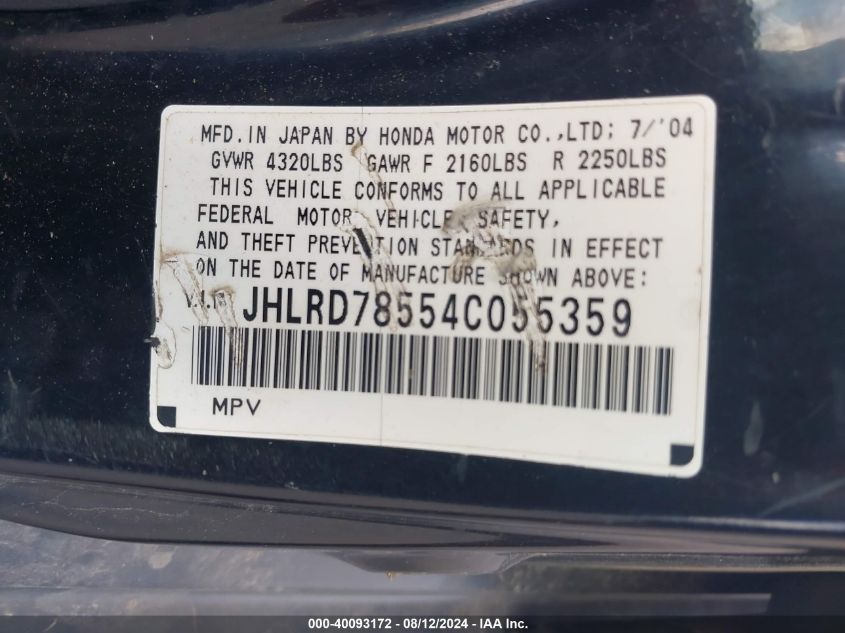 MFD. IN JAPAN BY HONDA MOTOR CO.,LTD; 7/'04
GVWR 4320LBS GAWR F 2160LBS R 2250LBS
THIS VEHICLE CONFORMS TO ALL APPLICABLE
FEDERAL MOTOR VEHICLE SAFETY,
AND THEFT PREVENTION STANDARDS IN EFFECT
ON THE DATE OF MANUFACTURE SHOWN ABOVE:
V.I.N JHLRD78554C055359
MPV
000-40093172 - 08/12/2024 - IAA Inc.